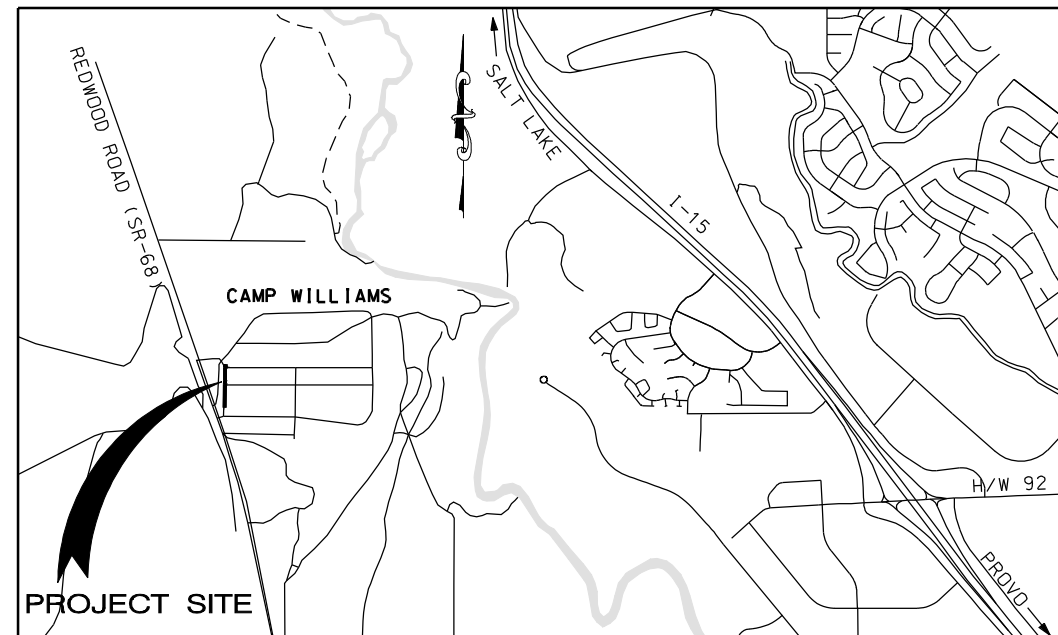 REDWOOD ROAD (SR-68)
SALT LAKE
I-15
CAMP WILLIAMS
H/W 92
PROVO
PROJECT SITE